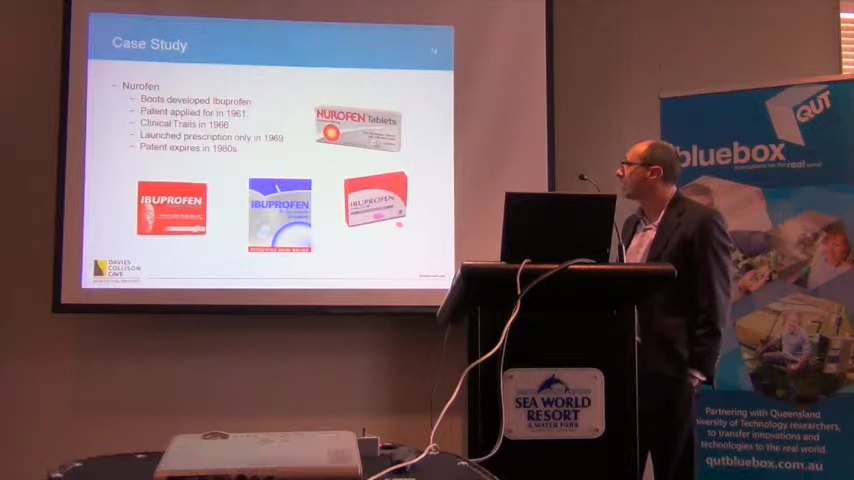 Case Study
– Nurofen
– Boots developed Ibuprofen
– Patent applied for in 1961
– Clinical Traits in 1966
– Launched prescription only in 1969
– Patent expires in 1980s
NUROFEN Tablets
IBUPROFEN
IBUPROFEN
IBUPROFEN
DAVIES
COLLISON
CAVE
SEA WORLD
RESORT
& WATER PARK
QUT
bluebox
Partnering with Queensland
University of Technology researchers,
to transfer innovations and
technologies to the real world.
qutbluebox.com.au